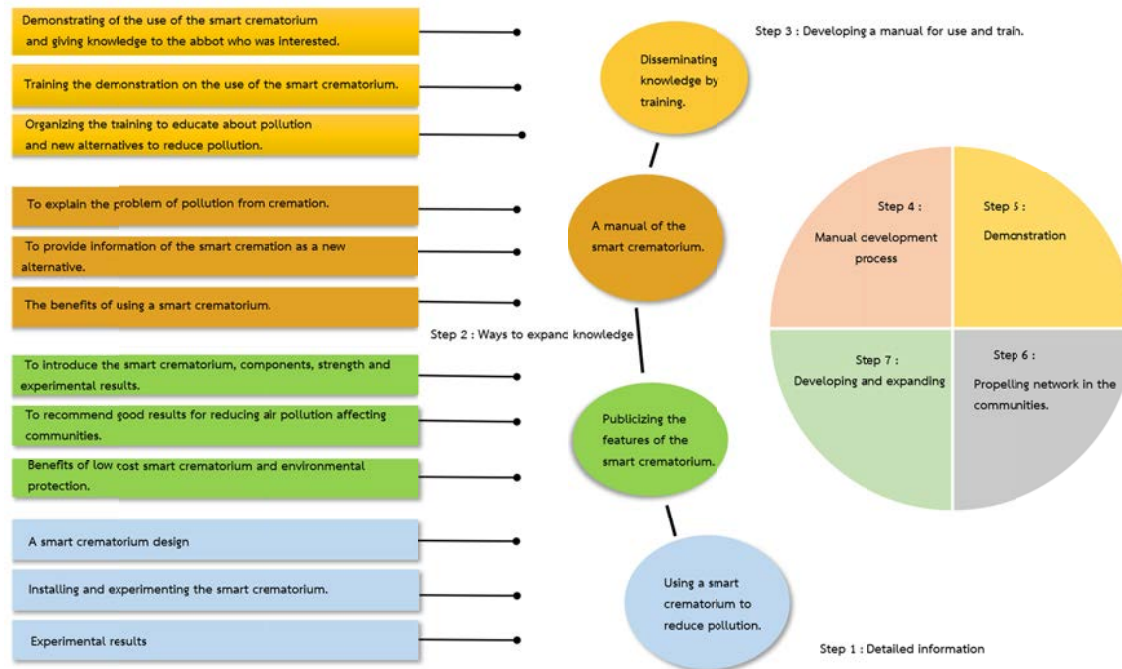 Demonstrating of the use of the smart crematorium
and giving knowledge to the abbot who was interested.
Training the demonstration on the use of the smart crematorium.
Organizing the training to educate about pollution
and new alternatives to reduce pollution.
To explain the problem of pollution from cremation.
To provide information of the smart cremation as a new
alternative.
The benefits of using a smart crematorium.
To introduce the smart crematorium, components, strength and
experimental results.
To recommend good results for reducing air pollution affecting
communities.
Benefits of low cost smart crematorium and environmental
protection.
A smart crematorium design
Installing and experimenting the smart crematorium.
Experimental results
Step 3 : Developing a manual for use and train.
Disseminating
knowledge by
training.
A manual of the
smart crematorium.
Step 2 : Ways to expand knowledge
Publicizing the
features of the
smart crematorium.
Using a smart
crematorium to
reduce pollution.
Step 1 : Detailed information
Step 4 :
Manual cevelopment
process
Step 5 :
Demonstration
Step 7 :
Developing and expanding
Step 6 :
Propelling network in the
communities.